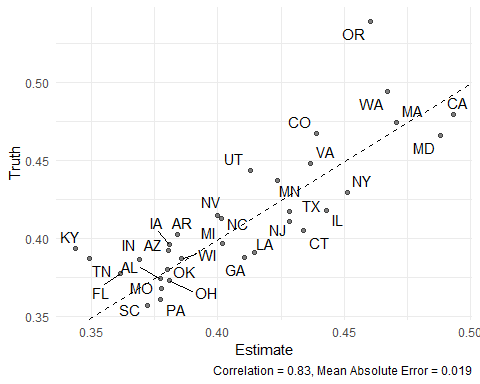 OR
WA
MA
CA
CO
MD
VA
UT
NY
MN
NV
TX
IL
IA
AR
NC
NJ
CT
KY
IN
AZ
MI
LA
WI
GA
TN
AL
OK
FL
MO
OH
SC
PA
0.50
0.45
0.40
0.35
Truth
0.35
0.40
0.45
0.50
Estimate
Correlation = 0.83, Mean Absolute Error = 0.019